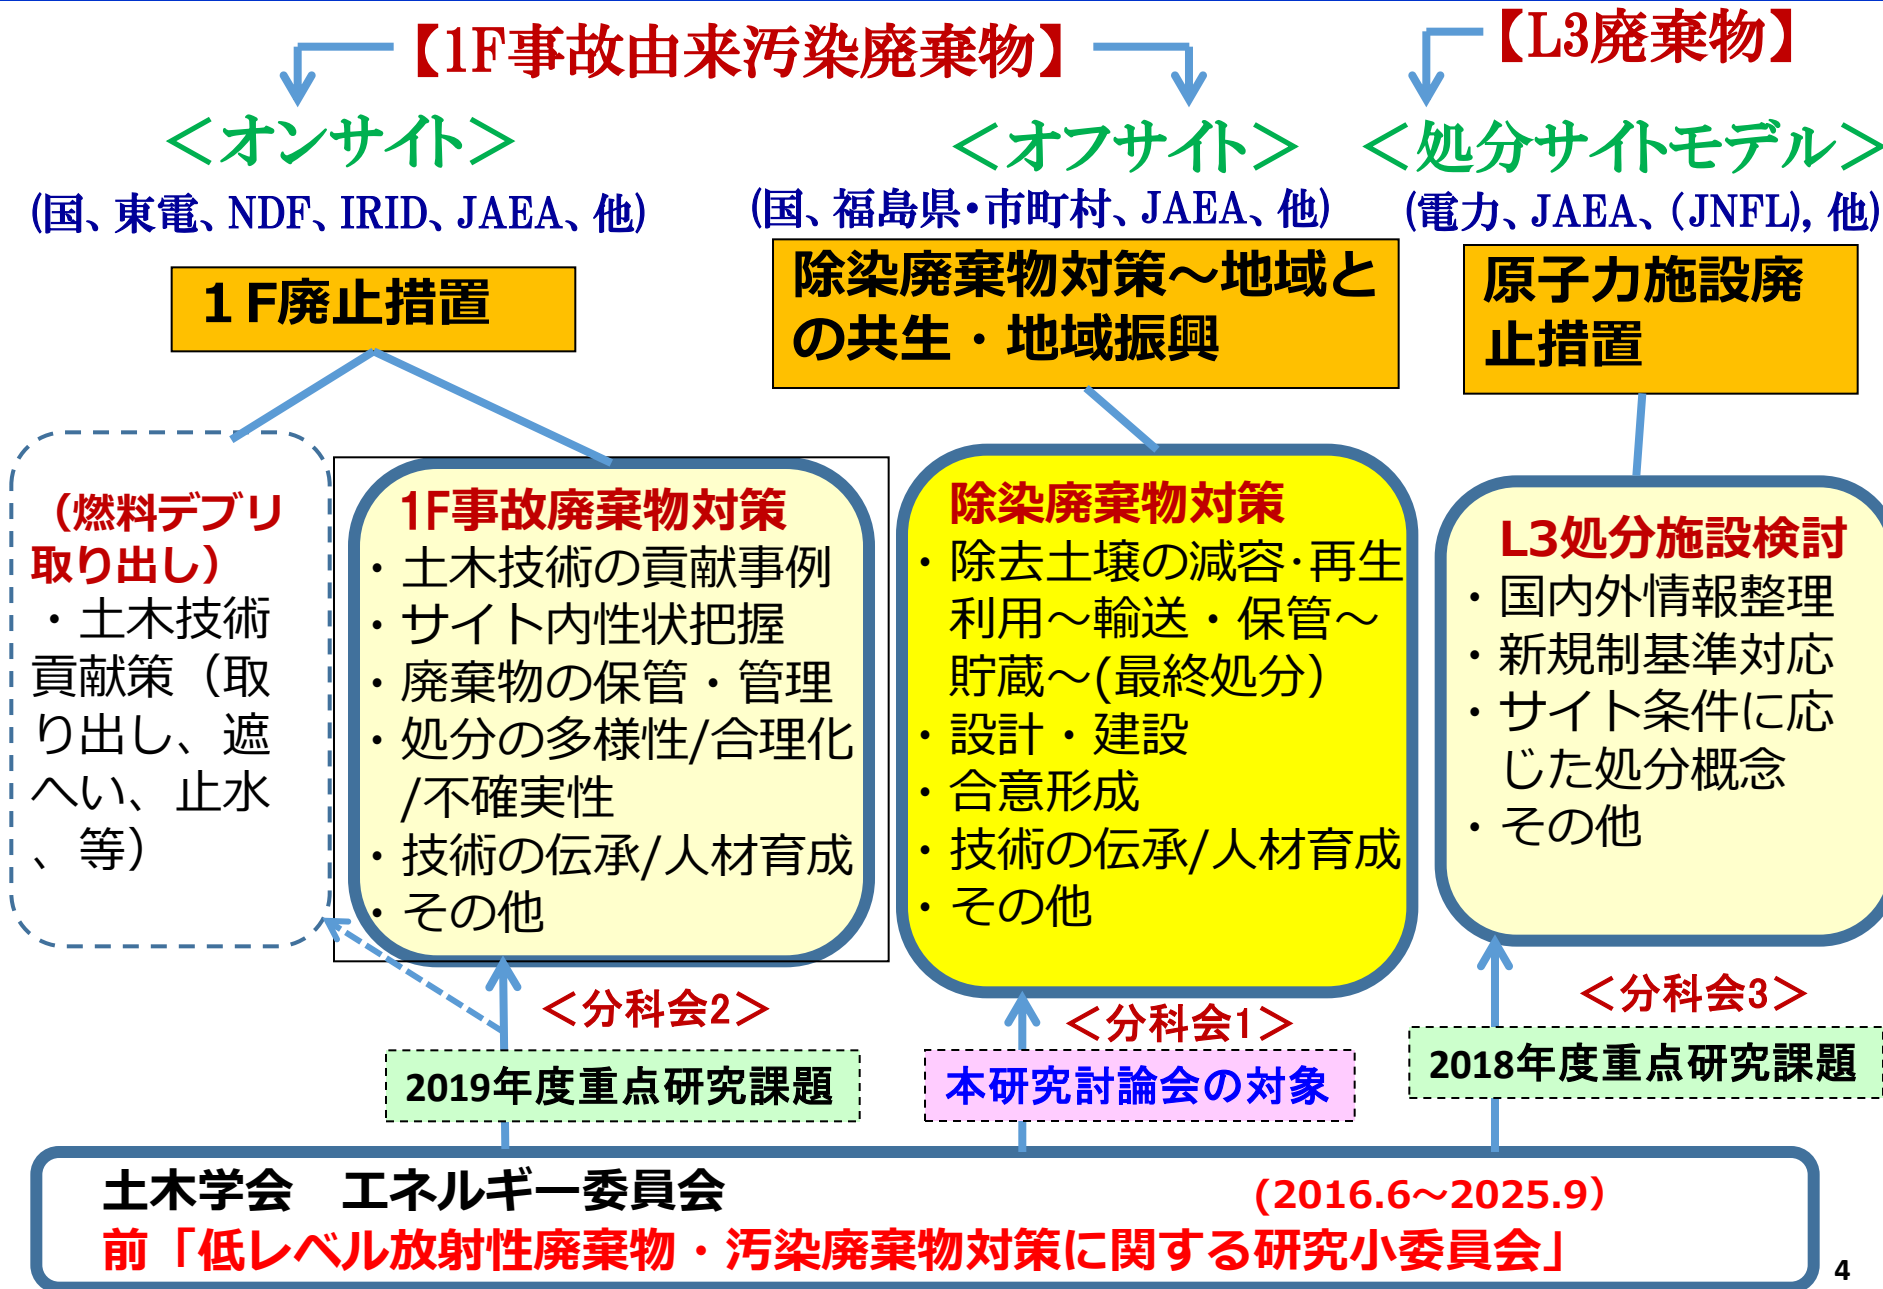 【1F事故由来汚染廃棄物】
【L3廃棄物】
＜オンサイト＞
＜オフサイト＞
＜処分サイトモデル＞
(国、東電、NDF、IRID、JAEA、他)
(国、福島県・市町村、JAEA、他)
(電力、JAEA、(JNFL), 他)
１F廃止措置
除染廃棄物対策～地域と
の共生・地域振興
原子力施設廃
止措置
（燃料デブリ
取り出し）
・土木技術
貢献策（取
り出し、遮
へい、止水
、等）
1F事故廃棄物対策
・土木技術の貢献事例
・サイト内性状把握
・廃棄物の保管・管理
・処分の多様性/合理化
/不確実性
・技術の伝承/人材育成
・その他
除染廃棄物対策
・除去土壌の減容・再生
利用～輸送・保管～
貯蔵～(最終処分）
・設計・建設
・合意形成
・技術の伝承/人材育成
・その他
L3処分施設検討
・国内外情報整理
・新規制基準対応
・サイト条件に応
じた処分概念
・その他
＜分科会2＞
＜分科会1＞
＜分科会3＞
2019年度重点研究課題
本研究討論会の対象
2018年度重点研究課題
土木学会　エネルギー委員会
(2016.6～2025.9）
前「低レベル放射性廃棄物・汚染廃棄物対策に関する研究小委員会」
4